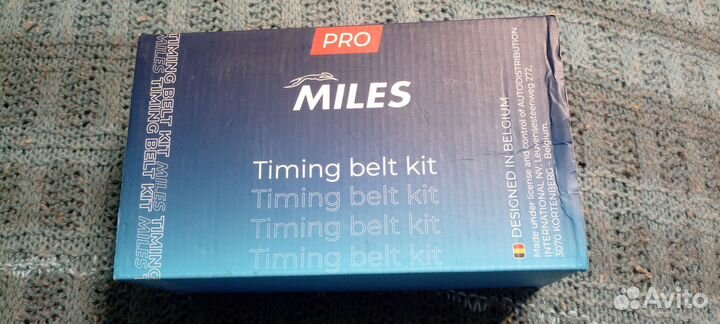 PRO
MILES
Timing belt kit
Timing belt kit
Timing belt kit
Timing belt kit
TIMING BELT KIT MILES TIMING
MILES TIMING BELT KIT MILES
DESIGNED IN BELGIUM
Made under license and control of AUTODISTRIBUTION
INTERNATIONAL NV, Leuvensesteenweg 272,
3070 KORTENBERG - Belgium.
Avito